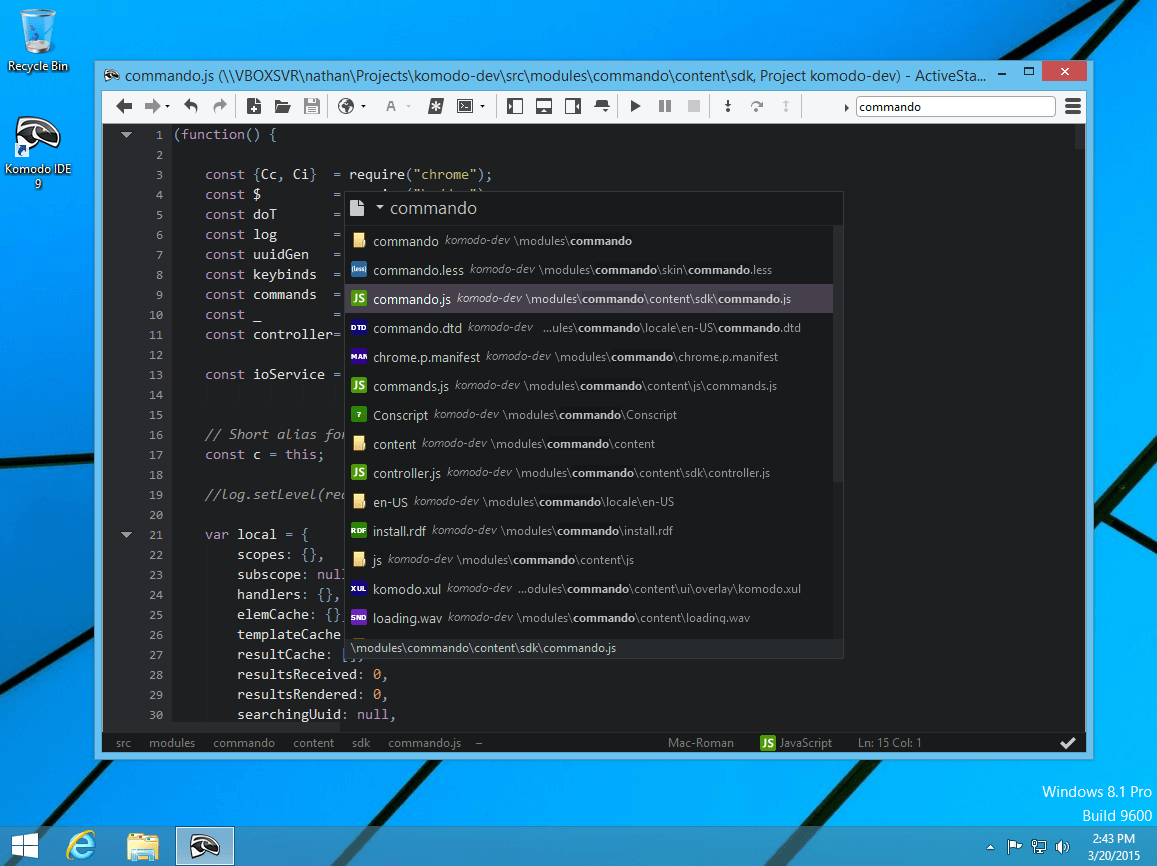 Recycle Bin
Komodo IDE
9
commando.js (\\VBOXSVR\nathan\Projects\komodo-dev\src\modules\commando\content\sdk, Project komodo-dev) - ActiveSta...
A
commando
1 (function() {
2
3 const {Cc, Ci} = require("chrome");
4 const $ =
5 const doT =
6 const log =
7 const uuidGen =
8 const keybinds =
9 const commands =
10 const _ =
11 const controller=
12
13 const ioService =
14
15
16 // Short alias for
17 const c = this;
18
19 //log.setLevel(req
20
21 var local = {
22 scopes: {},
23 subscope: null
24 handlers: {},
25 elemCache: {}
26 templateCache
27 resultCache: [],
28 resultsReceived: 0,
29 resultsRendered: 0,
30 searchingUuid: null,
commando
commando komodo-dev \modules\commando
{less} commando.less komodo-dev \modules\commando\skin\commando.less
JS commando.js komodo-dev \modules\commando\content\sdk\commando.js
DTD commando.dtd komodo-dev ...ules\commando\locale\en-US\commando.dtd
MAN chrome.p.manifest komodo-dev \modules\commando\chrome.p.manifest
JS commands.js komodo-dev \modules\commando\content\js\commands.js
? Conscript komodo-dev \modules\commando\Conscript
content komodo-dev \modules\commando\content
JS controller.js komodo-dev \modules\commando\content\sdk\controller.js
en-US komodo-dev \modules\commando\locale\en-US
RDF install.rdf komodo-dev \modules\commando\install.rdf
js komodo-dev \modules\commando\content\js
XUL komodo.xul komodo-dev ...odules\commando\content\ui\overlay\komodo.xul
SND loading.wav komodo-dev \modules\commando\content\loading.wav
\modules\commando\content\sdk\commando.js
src modules commando content sdk commando.js – Mac-Roman JS JavaScript Ln: 15 Col: 1
Windows 8.1 Pro
Build 9600
2:43 PM
3/20/2015